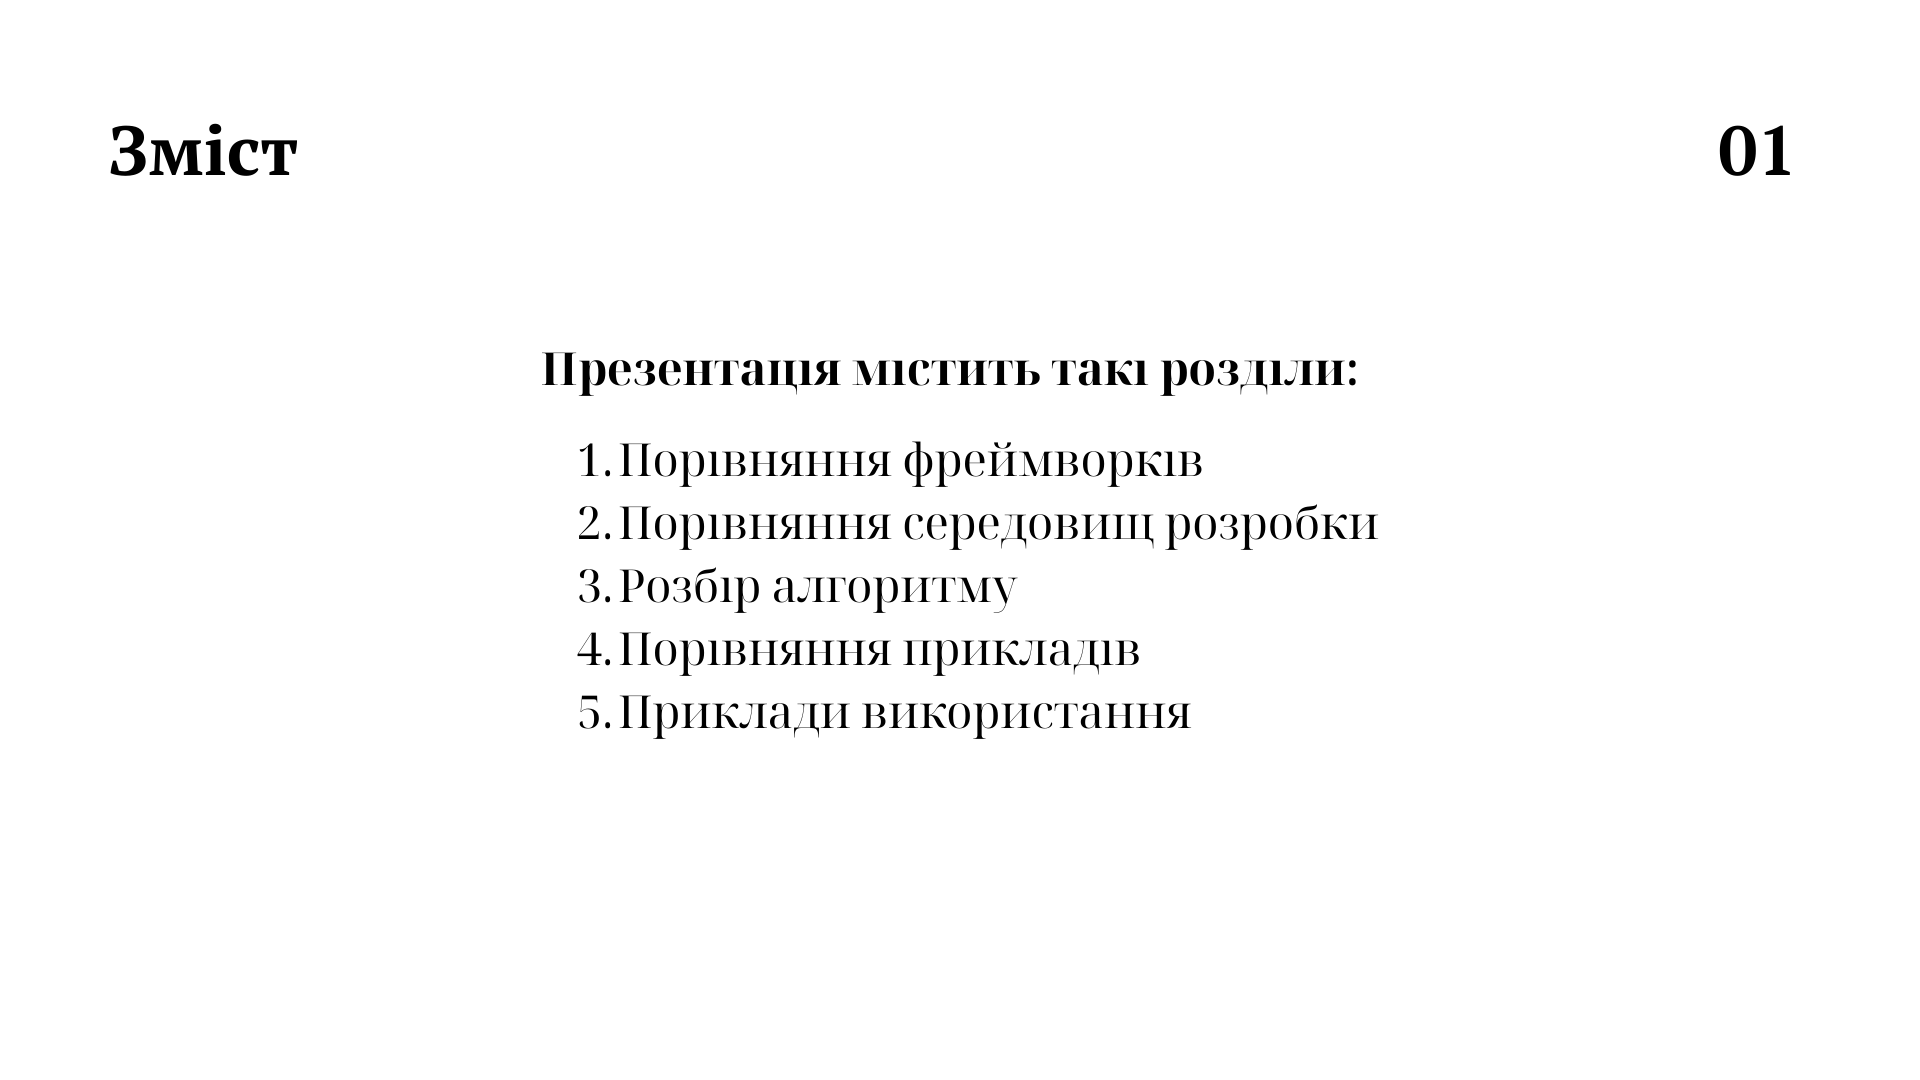 Зміст
01
Презентація містить такі розділи:
1. Порівняння фреймворків
2. Порівняння середовищ розробки
3. Розбір алгоритму
4. Порівняння прикладів
5. Приклади використання